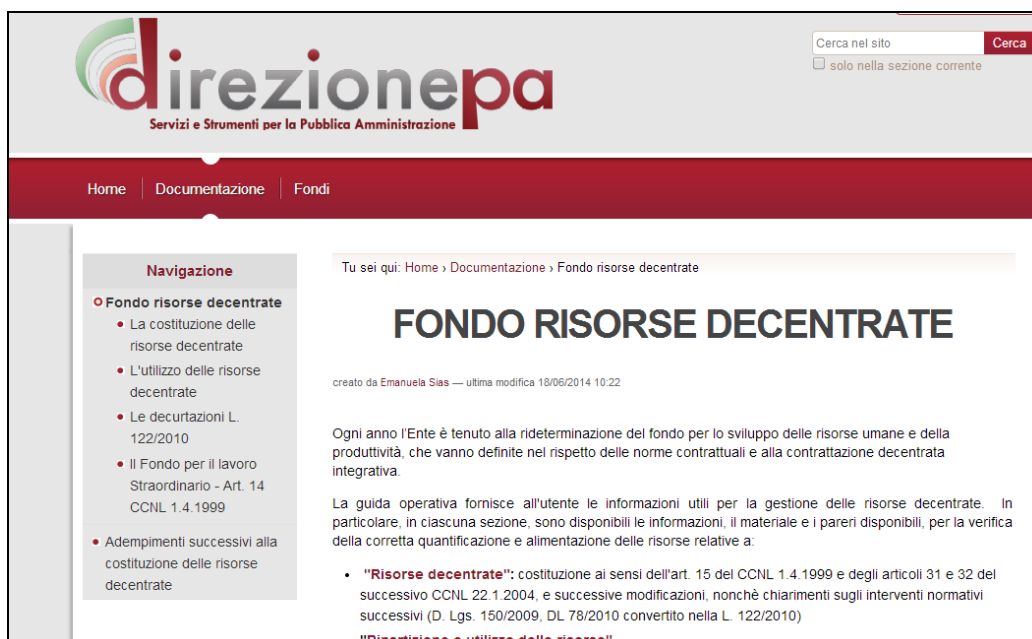 direzionepa
Servizi e Strumenti per la Pubblica Amministrazione
Cerca nel sito
Cerca
solo nella sezione corrente
Home
Documentazione
Fondi
Navigazione
Fondo risorse decentrate
La costituzione delle
risorse decentrate
L'utilizzo delle risorse
decentrate
Le decurtazioni L.
122/2010
Il Fondo per il lavoro
Straordinario - Art. 14
CCNL 1.4.1999
Adempimenti successivi alla
costituzione delle risorse
decentrate
Tu sei qui: Home › Documentazione › Fondo risorse decentrate
FONDO RISORSE DECENTRATE
creato da Emanuela Sias — ultima modifica 18/06/2014 10:22
Ogni anno l'Ente è tenuto alla rideterminazione del fondo per lo sviluppo delle risorse umane e della
produttività, che vanno definite nel rispetto delle norme contrattuali e alla contrattazione decentrata
integrativa.
La guida operativa fornisce all'utente le informazioni utili per la gestione delle risorse decentrate. In
particolare, in ciascuna sezione, sono disponibili le informazioni, il materiale e i pareri disponibili, per la verifica
della corretta quantificazione e alimentazione delle risorse relative a:
• "Risorse decentrate": costituzione ai sensi dell'art. 15 del CCNL 1.4.1999 e degli articoli 31 e 32 del
successivo CCNL 22.1.2004, e successive modificazioni, nonchè chiarimenti sugli interventi normativi
successivi (D. Lgs. 150/2009, DL 78/2010 convertito nella L. 122/2010)
"Ripartizione e utilizzo delle risorse"